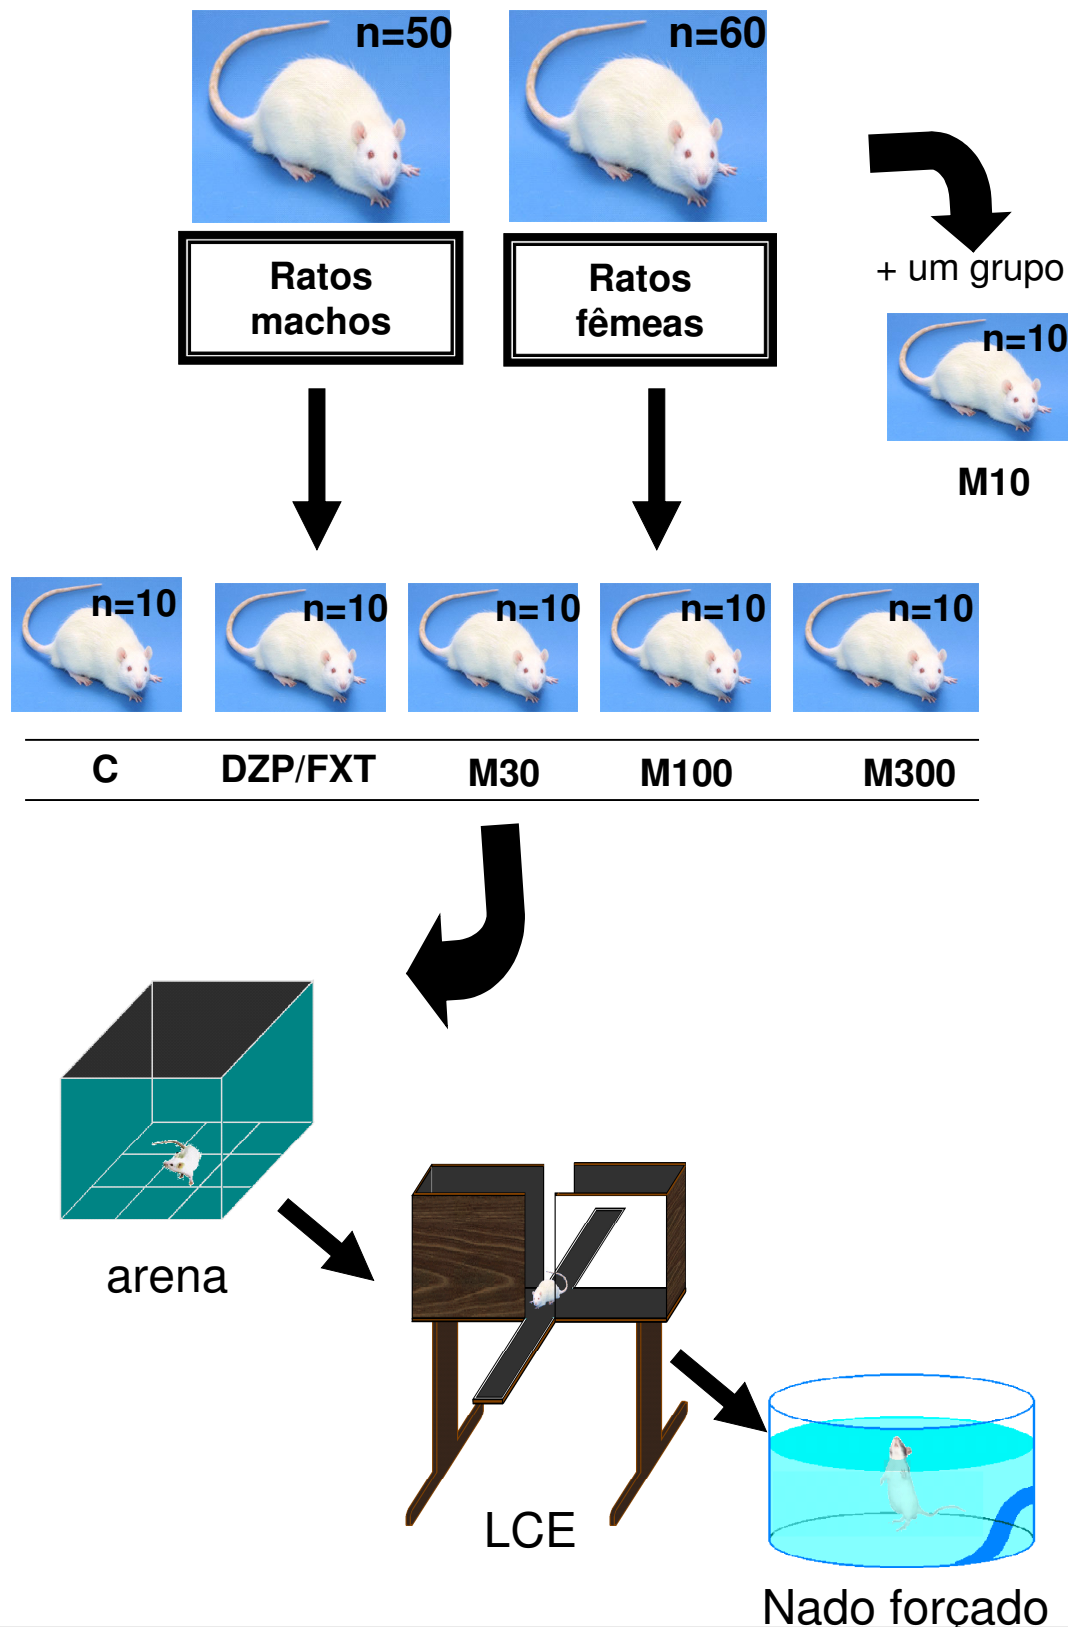 n=50
n=60
Ratos
machos
Ratos
fêmeas
+ um grupo
n=10
M10
n=10
n=10
n=10
n=10
n=10
C
DZP/FXT
M30
M100
M300
arena
LCE
Nado forçado